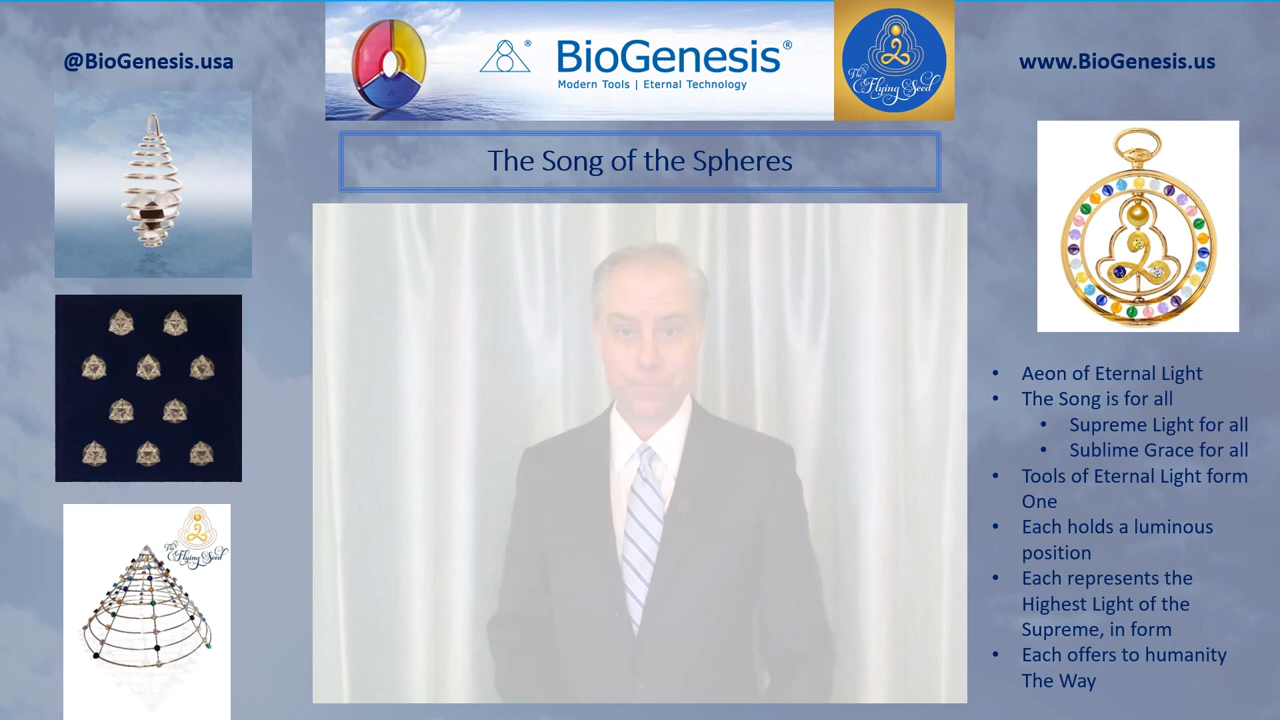 @BioGenesis.usa
BioGenesis®
Modern Tools | Eternal Technology
The Flying Seed
www.BioGenesis.us
The Song of the Spheres
The Flying Seed
• Aeon of Eternal Light
• The Song is for all
• Supreme Light for all
• Sublime Grace for all
• Tools of Eternal Light form
One
• Each holds a luminous
position
• Each represents the
Highest Light of the
Supreme, in form
• Each offers to humanity
The Way